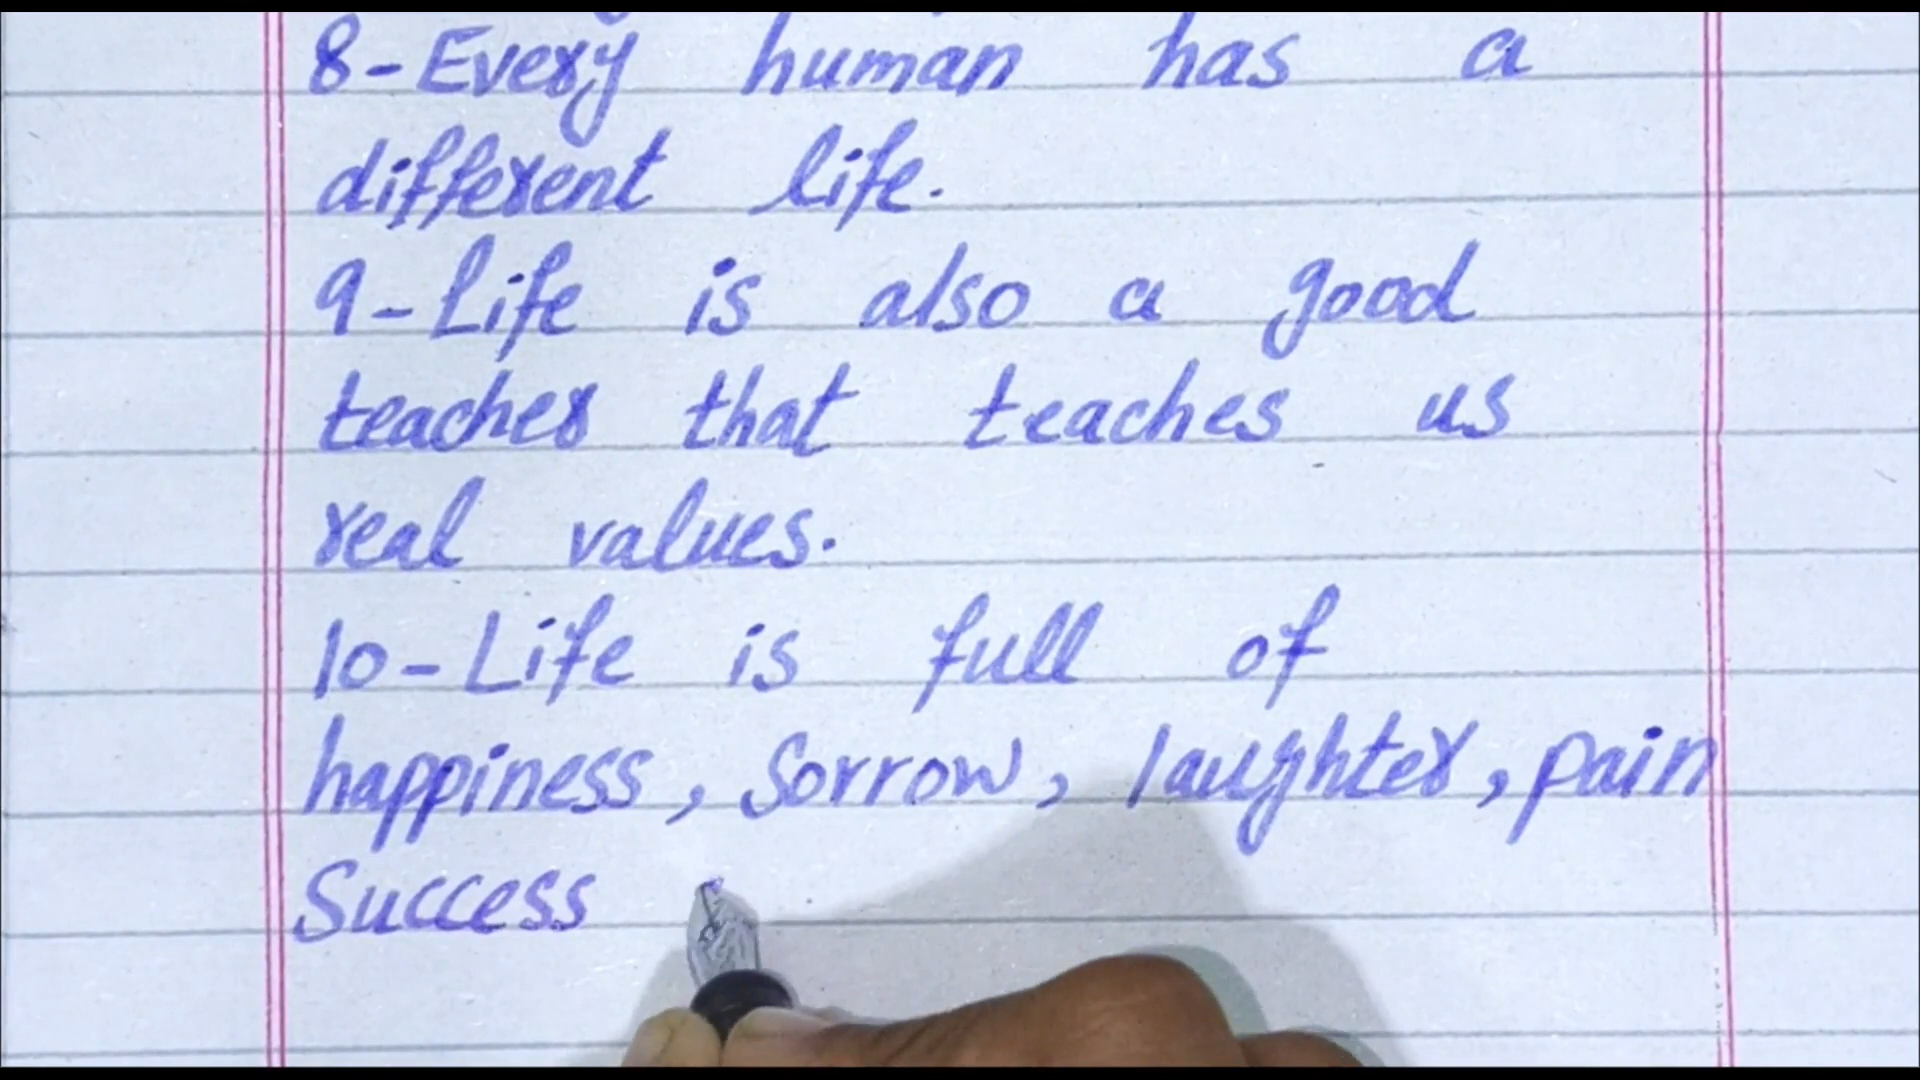 8-Every human has a
different life.
9-Life is also a good
teacher that teaches us
real values.
10-Life is full of
happiness, Sorrow, laughter, pain
Success